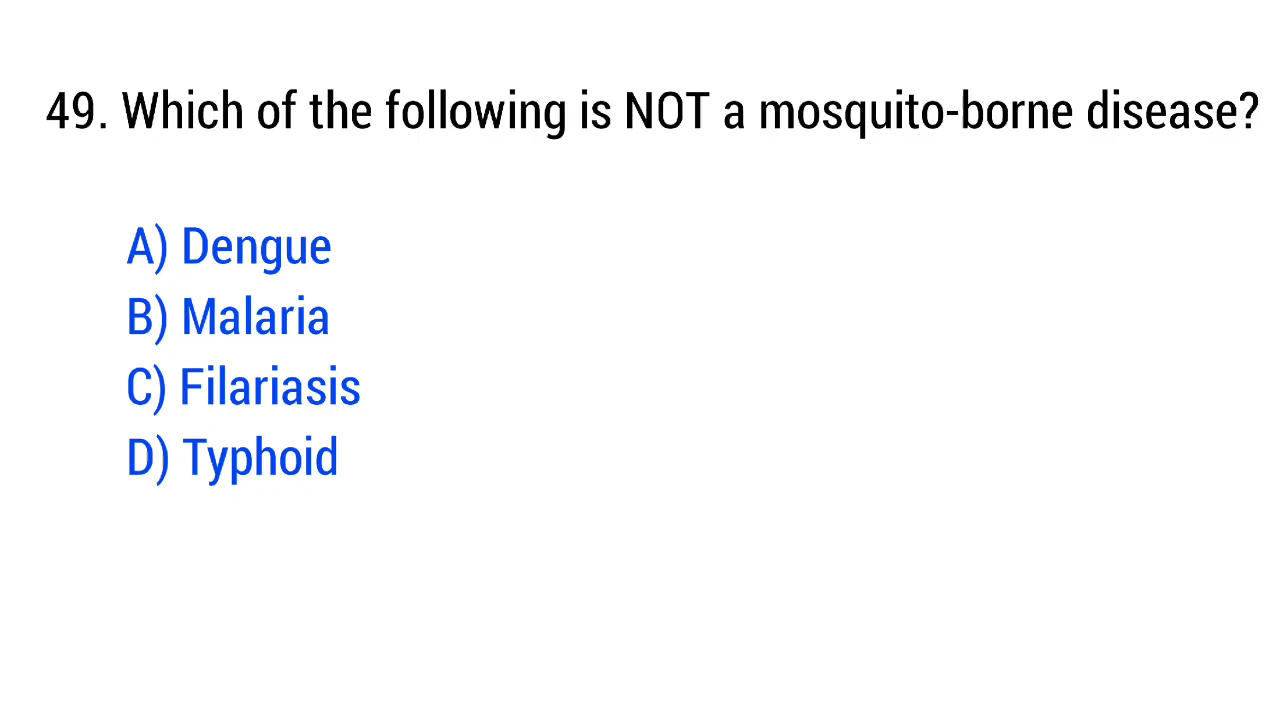 49. Which of the following is NOT a mosquito-borne disease?
A) Dengue
B) Malaria
C) Filariasis
D) Typhoid